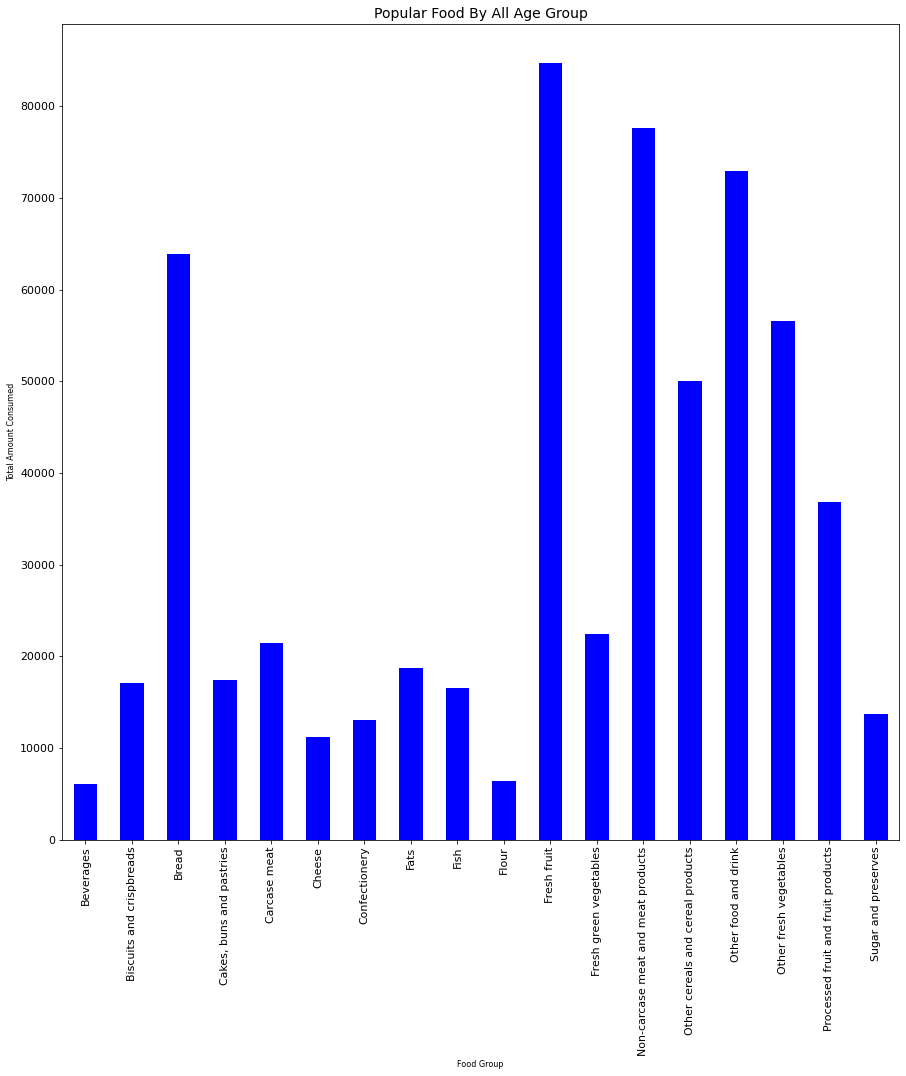 Popular Food By All Age Group
Total Amount Consumed
80000
70000
60000
50000
40000
30000
20000
10000
0
Beverages
Biscuits and crispbreads
Bread
Cakes, buns and pastries
Carcase meat
Cheese
Confectionery
Fats
Fish
Flour
Fresh fruit
Fresh green vegetables
Non-carcase meat and meat products
Other cereals and cereal products
Other food and drink
Other fresh vegetables
Processed fruit and fruit products
Sugar and preserves
Food Group